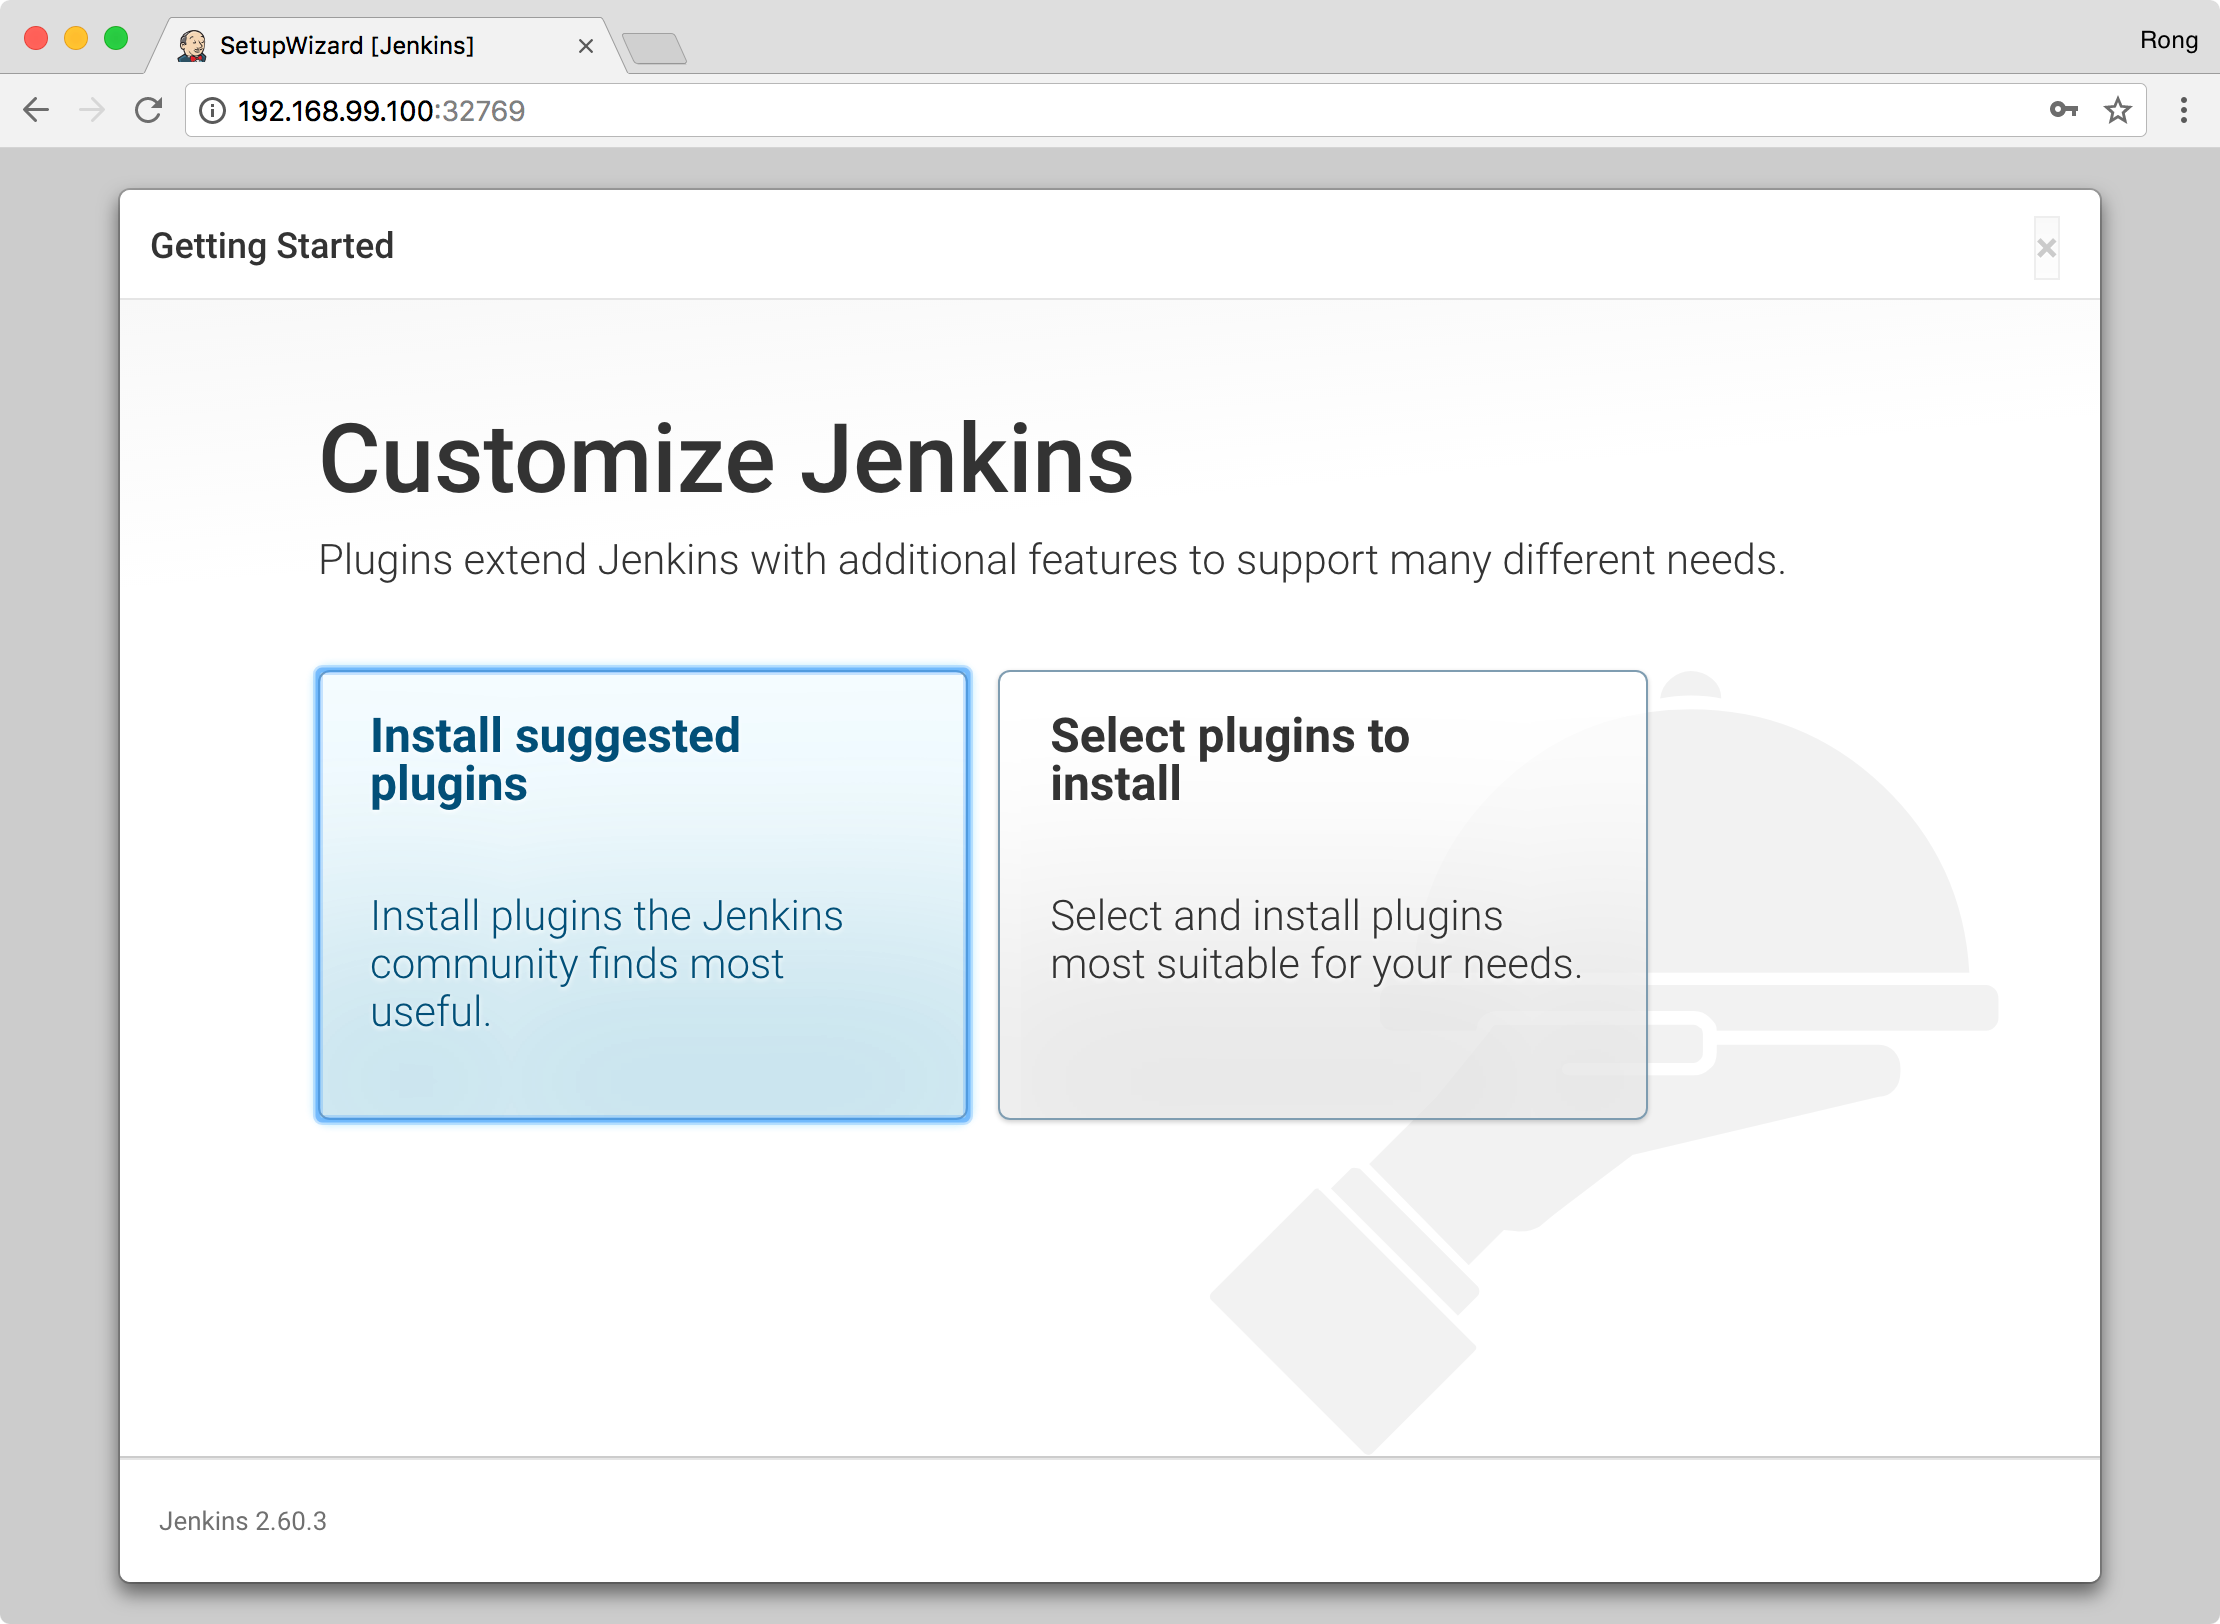 SetupWizard [Jenkins]
Rong
192.168.99.100:32769
Getting Started
Customize Jenkins
Plugins extend Jenkins with additional features to support many different needs.
Install suggested
plugins
Install plugins the Jenkins
community finds most
useful.
Select plugins to
install
Select and install plugins
most suitable for your needs.
Jenkins 2.60.3